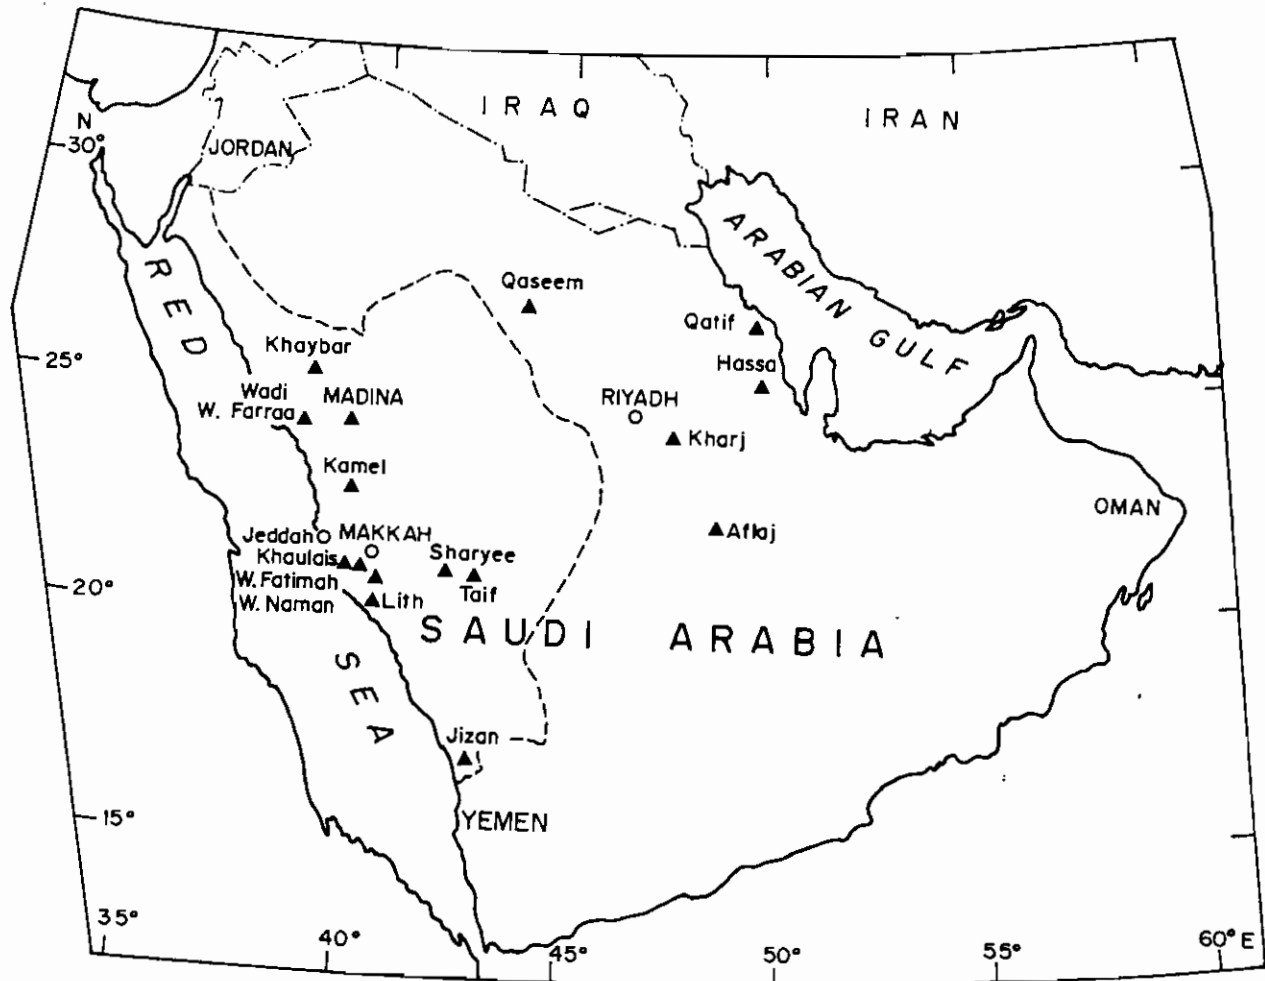 IRAQ
IRAN
N
30°
JORDAN
ARABIAN GULF
RED SEA
Qaseem
Qatif
Khaybar
25°
Hassa
Wadi
W. Farraa
MADINA
RIYADH
Kharj
Kamel
OMAN
Aflaj
Jeddah
MAKKAH
Khaulais
Sharyee
W. Fatimah
20°
Taif
W. Naman
Lith
SAUDI ARABIA
Jizan
15°
YEMEN
35°
40°
45°
50°
55°
60° E